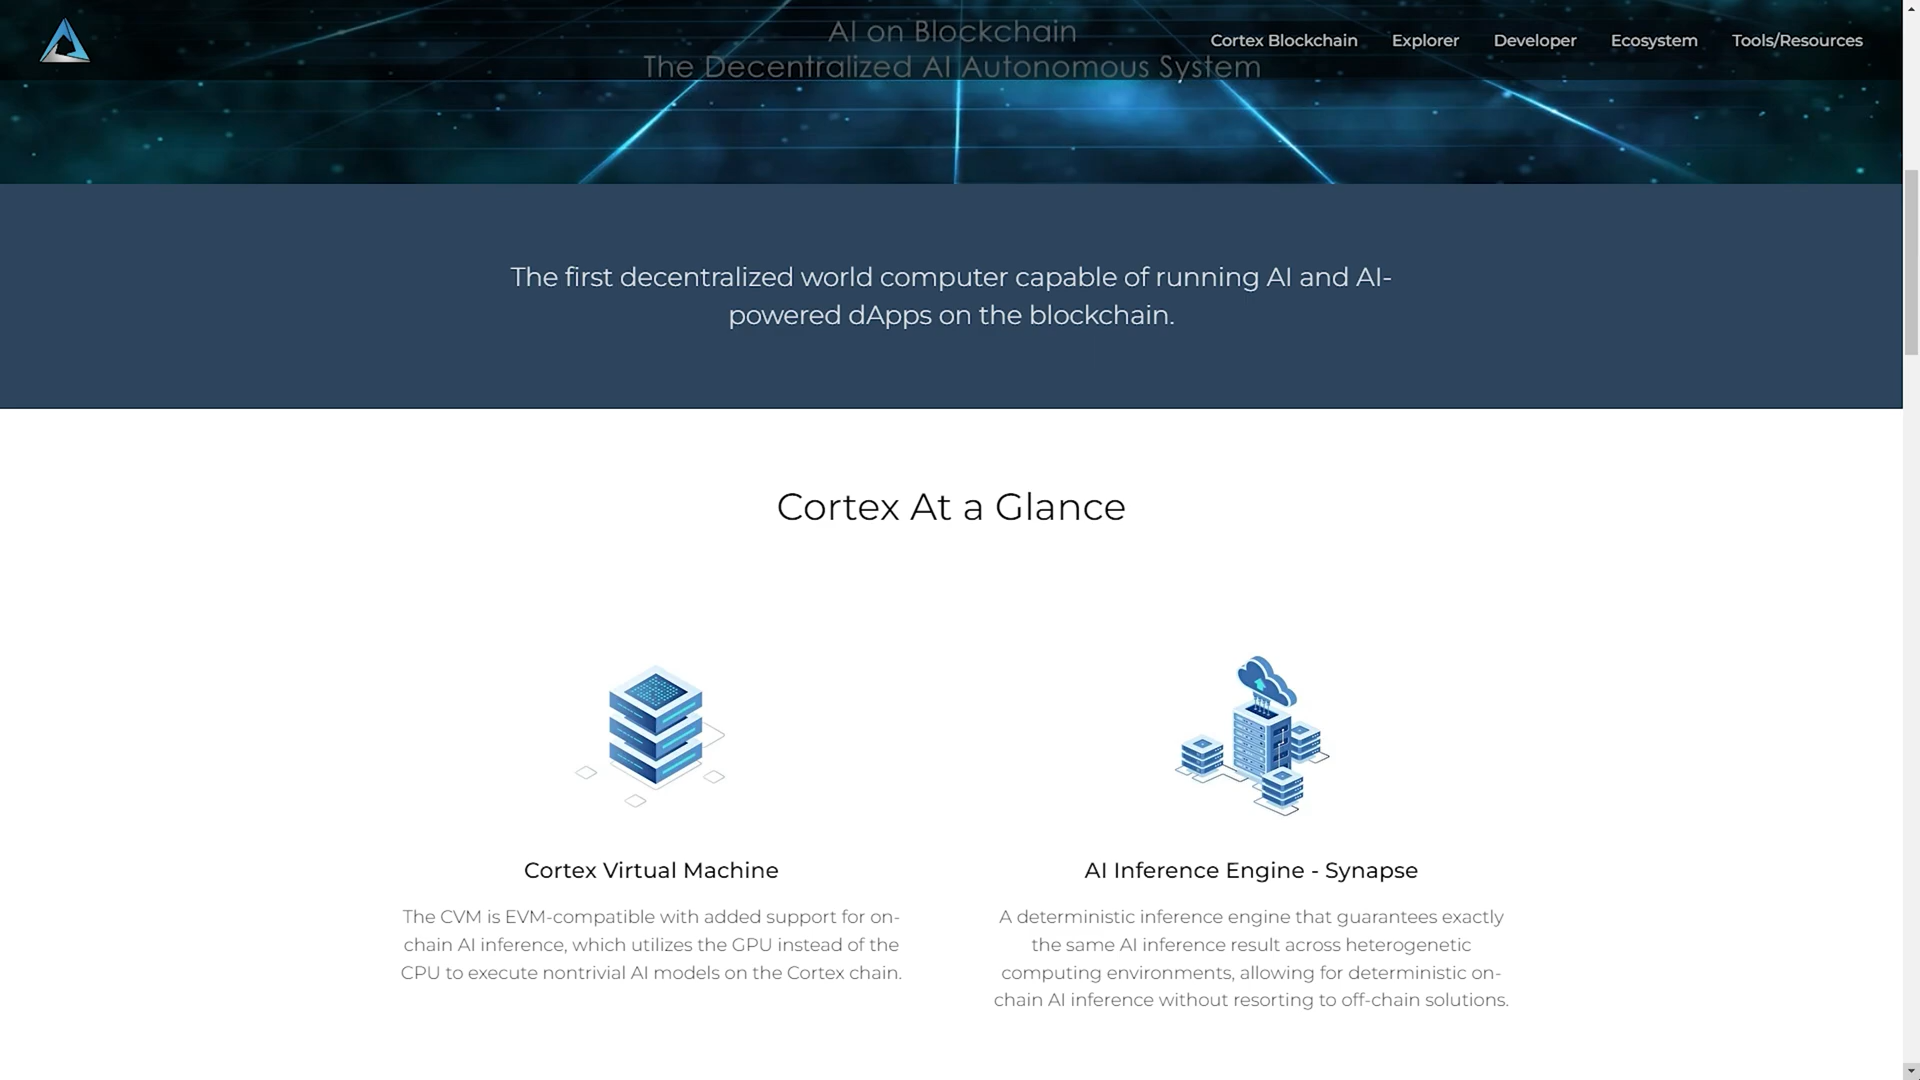 AI on Blockchain
The Decentralized AI Autonomous System
Cortex Blockchain
Explorer
Developer
Ecosystem
Tools/Resources
The first decentralized world computer capable of running AI and AI-
powered dApps on the blockchain.
Cortex At a Glance
Cortex Virtual Machine
The CVM is EVM-compatible with added support for on-
chain AI inference, which utilizes the GPU instead of the
CPU to execute nontrivial AI models on the Cortex chain.
AI Inference Engine - Synapse
A deterministic inference engine that guarantees exactly
the same AI inference result across heterogenetic
computing environments, allowing for deterministic on-
chain AI inference without resorting to off-chain solutions.